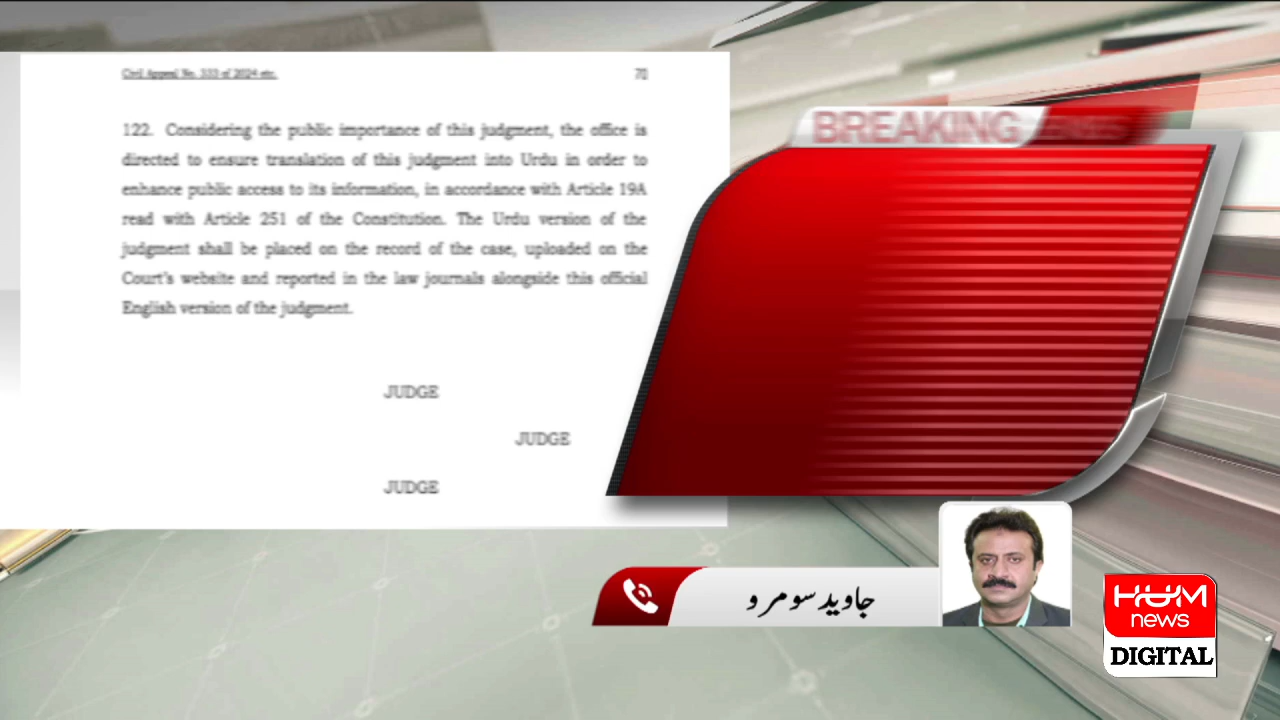 Civil Appeal No. 333 of 2024 etc.
70
122. Considering the public importance of this judgment, the office is
directed to ensure translation of this judgment into Urdu in order to
enhance public access to its information, in accordance with Article 19A
read with Article 251 of the Constitution. The Urdu version of the
judgment shall be placed on the record of the case, uploaded on the
Court's website and reported in the law journals alongside this official
English version of the judgment.
JUDGE
JUDGE
JUDGE
BREAKING
جاوید سومرو
HUM
news
DIGITAL